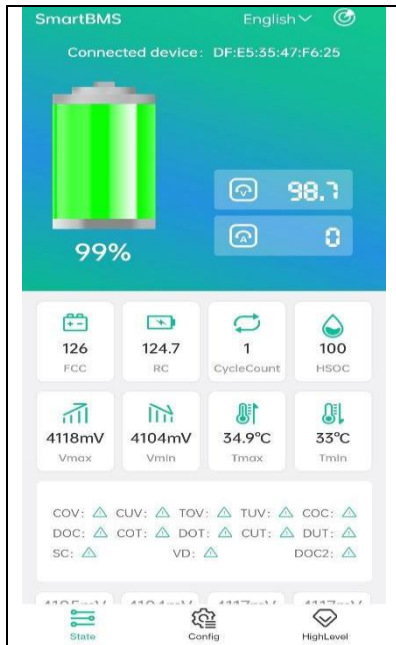 SmartBMS English
Connected device: DF:E5:35:47:F6:25
V 98.7
99%
A 0
126 124.7 1 100
FCC RC CycleCount HSOC
4118mV 4104mV 34.9°C 33°C
Vmax Vmin Tmax Tmin
COV: CUV: TOV: TUV: COC:
DOC: COT: DOT: CUT: DUT:
SC: VD: DOC2:
State Config HighLevel